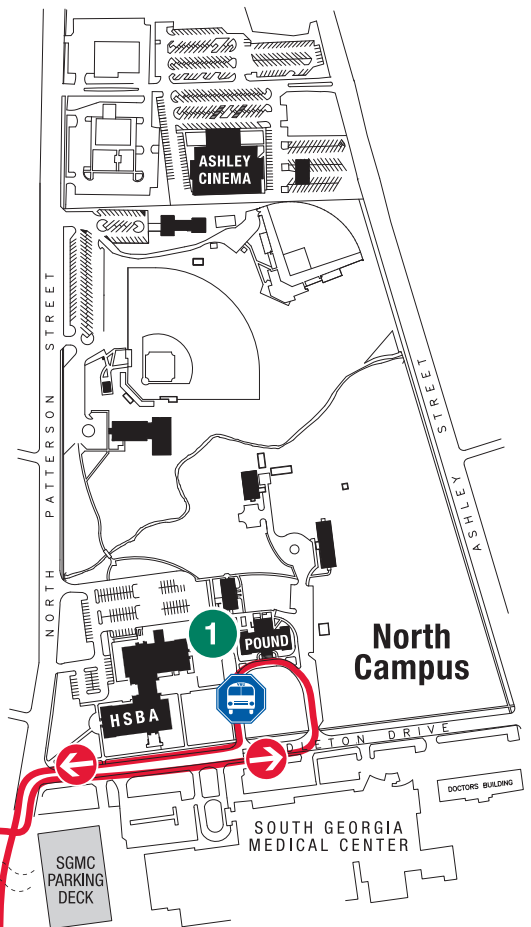 ASHLEY
CINEMA
NORTH PATTERSON STREET
ASHLEY STREET
1
POUND
North
Campus
HSBA
DRIVE
DOCTORS BUILDING
SOUTH GEORGIA
MEDICAL CENTER
SGMC
PARKING
DECK